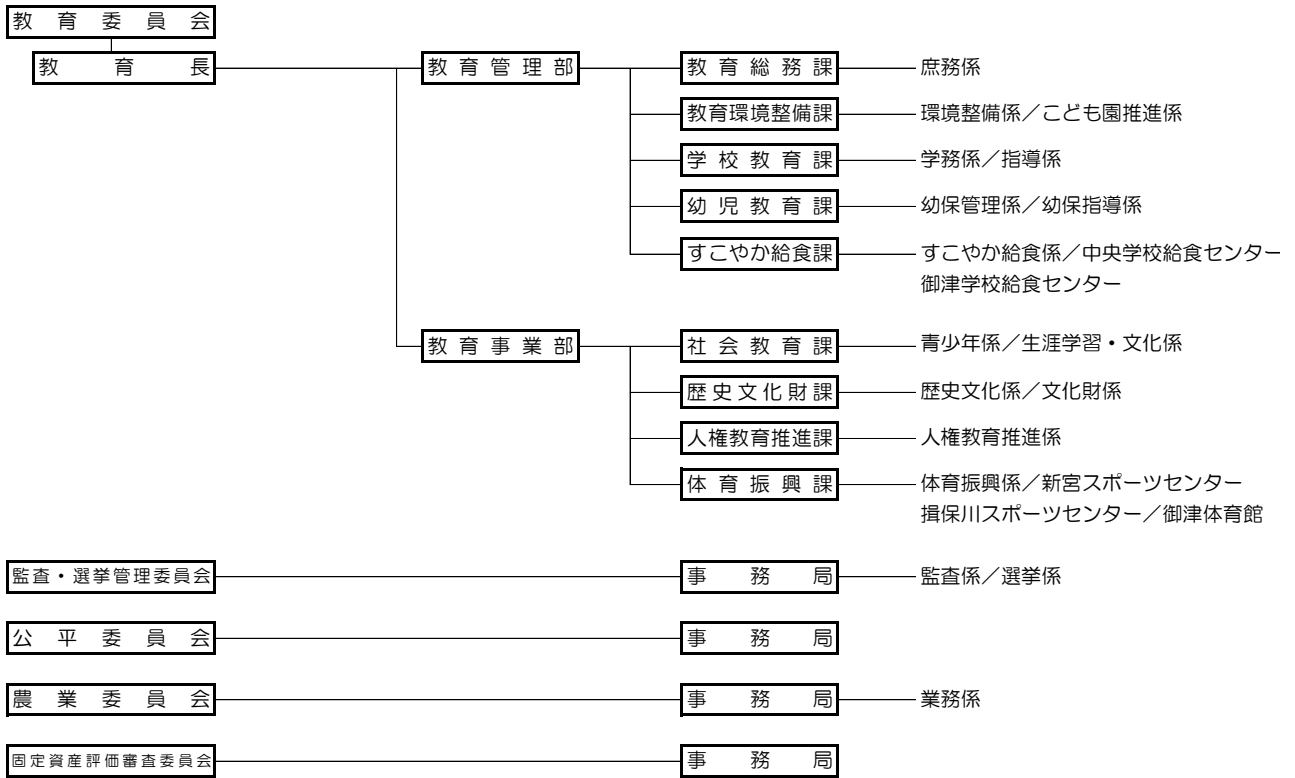 教育委員会
教育長 教育管理部 教育総務課 庶務係
教育環境整備課 環境整備係／こども園推進係
学校教育課 学務係／指導係
幼児教育課 幼保管理係／幼保指導係
すこやか給食課 すこやか給食係／中央学校給食センター
御津学校給食センター
教育事業部 社会教育課 青少年係／生涯学習・文化係
歴史文化財課 歴史文化係／文化財係
人権教育推進課 人権教育推進係
体育振興課 体育振興係／新宮スポーツセンター
揖保川スポーツセンター／御津体育館
監査・選挙管理委員会 事務局 監査係／選挙係
公平委員会 事務局
農業委員会 事務局 業務係
固定資産評価審査委員会 事務局